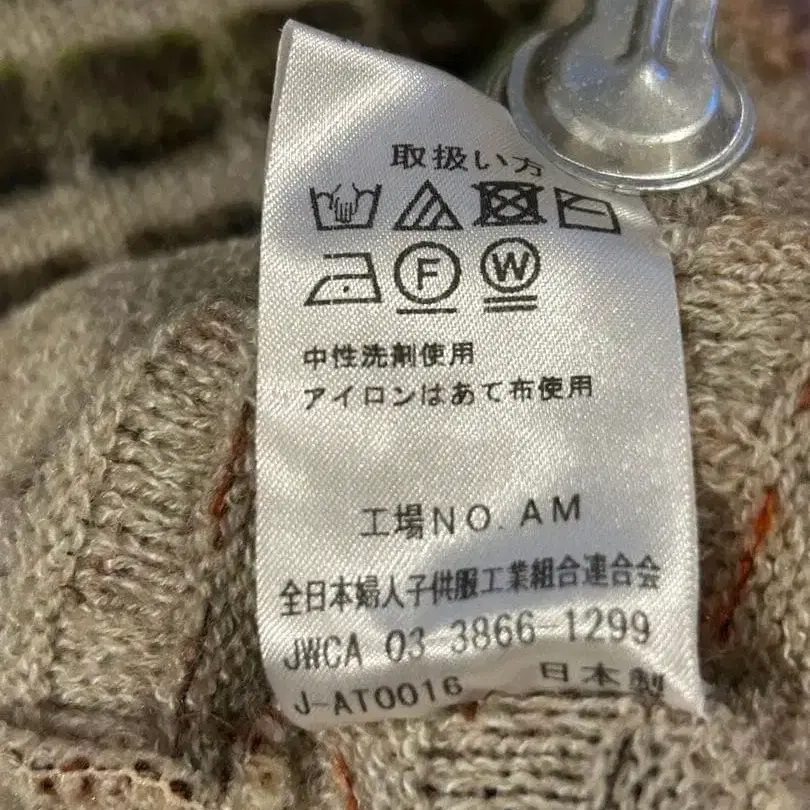 取扱い方
F W
中性洗剤使用
アイロンはあて布使用
工場NO.AM
全日本婦人子供服工業組合連合会
JWCA 03-3866-1299
J-AT0016 日本製